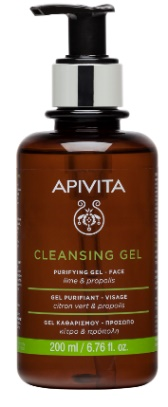 APIVITA
CLEANSING GEL
PURIFYING GEL - FACE
lime & propolis
GEL PURIFIANT - VISAGE
citron vert & propolis
GEL ΚΑΘΑΡΙΣΜΟΥ - ΠΡΟΣΩΠΟ
κίτρο & πρόπολη
200 ml / 6.76 fl. oz.